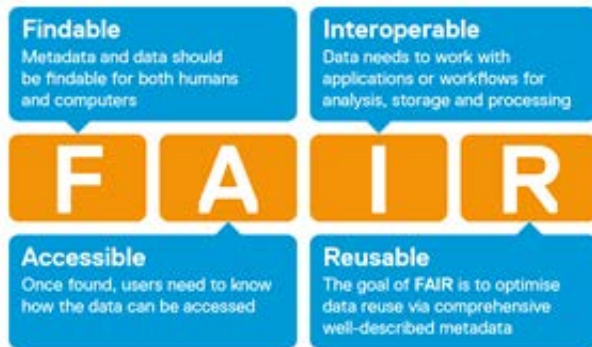 Findable
Metadata and data should
be findable for both humans
and computers
Interoperable
Data needs to work with
applications or workflows for
analysis, storage and processing
F A I R
Accessible
Once found, users need to know
how the data can be accessed
Reusable
The goal of FAIR is to optimise
data reuse via comprehensive
well-described metadata